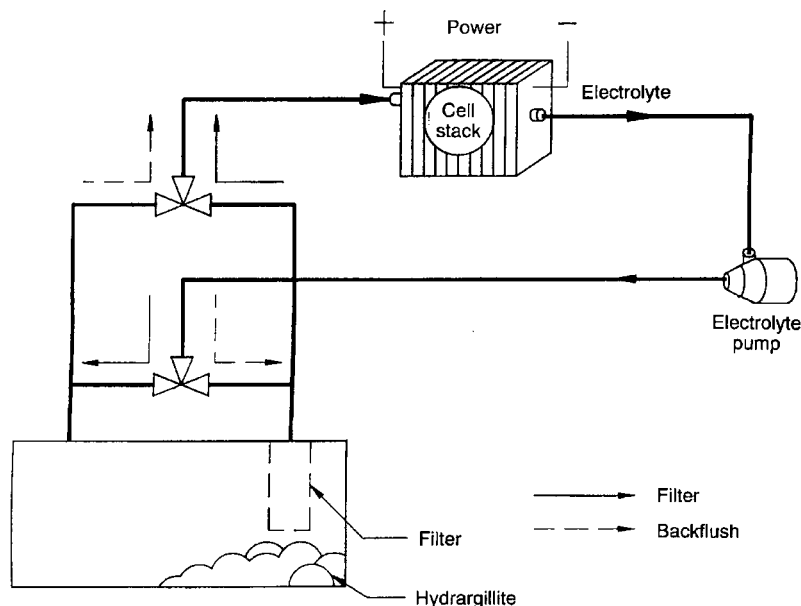 +
Power
−
Electrolyte
Cell
stack
Electrolyte
pump
Filter
Backflush
Filter
Hydrargillite